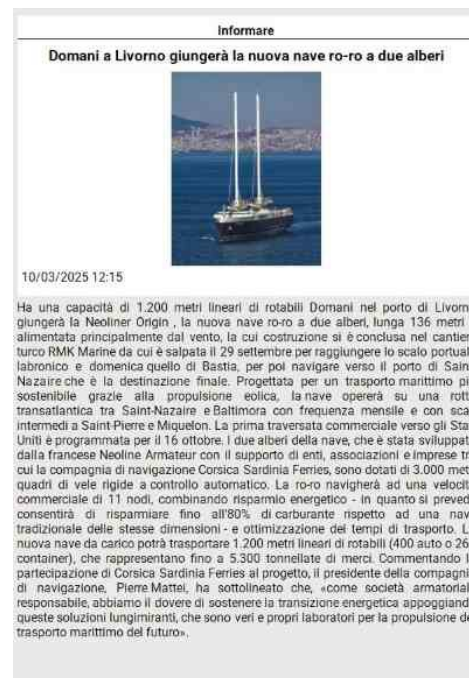 Informare
Domani a Livorno giungerà la nuova nave ro-ro a due alberi
10/03/2025 12:15
Ha una capacità di 1.200 metri lineari di rotabili Domani nel porto di Livorn
giungerà la Neoliner Origin , la nuova nave ro-ro a due alberi, lunga 136 metri
alimentata principalmente dal vento, la cui costruzione si è conclusa nel cantier
turco RMK Marine da cui è salpata il 29 settembre per raggiungere lo scalo portual
labronico e domenica quello di Bastia, per poi navigare verso il porto di Sain
Nazaire che è la destinazione finale. Progettata per un trasporto marittimo pi
sostenibile grazie alla propulsione eolica, la nave opererà su una rott
transatlantica tra Saint-Nazaire e Baltimora con frequenza mensile e con sca
intermedi a Saint-Pierre e Miquelon. La prima traversata commerciale verso gli Sta
Uniti è programmata per il 16 ottobre. I due alberi della nave, che è stata sviluppat
dalla francese Neoline Armateur con il supporto di enti, associazioni e imprese tr
cui la compagnia di navigazione Corsica Sardinia Ferries, sono dotati di 3.000 met
quadri di vele rigide a controllo automatico. La ro-ro navigherà ad una velocit
commerciale di 11 nodi, combinando risparmio energetico - in quanto si preved
consentirà di risparmiare fino all'80% di carburante rispetto ad una nav
tradizionale delle stesse dimensioni - e ottimizzazione dei tempi di trasporto. L
nuova nave da carico potrà trasportare 1.200 metri lineari di rotabili (400 auto o 26
container), che rappresentano fino a 5.300 tonnellate di merci. Commentando l
partecipazione di Corsica Sardinia Ferries al progetto, il presidente della compagni
di navigazione, Pierre Mattei, ha sottolineato che, «come società armatorial
responsabile, abbiamo il dovere di sostenere la transizione energetica appoggiand
queste soluzioni lungimiranti, che sono veri e propri laboratori per la propulsione de
trasporto marittimo del futuro».